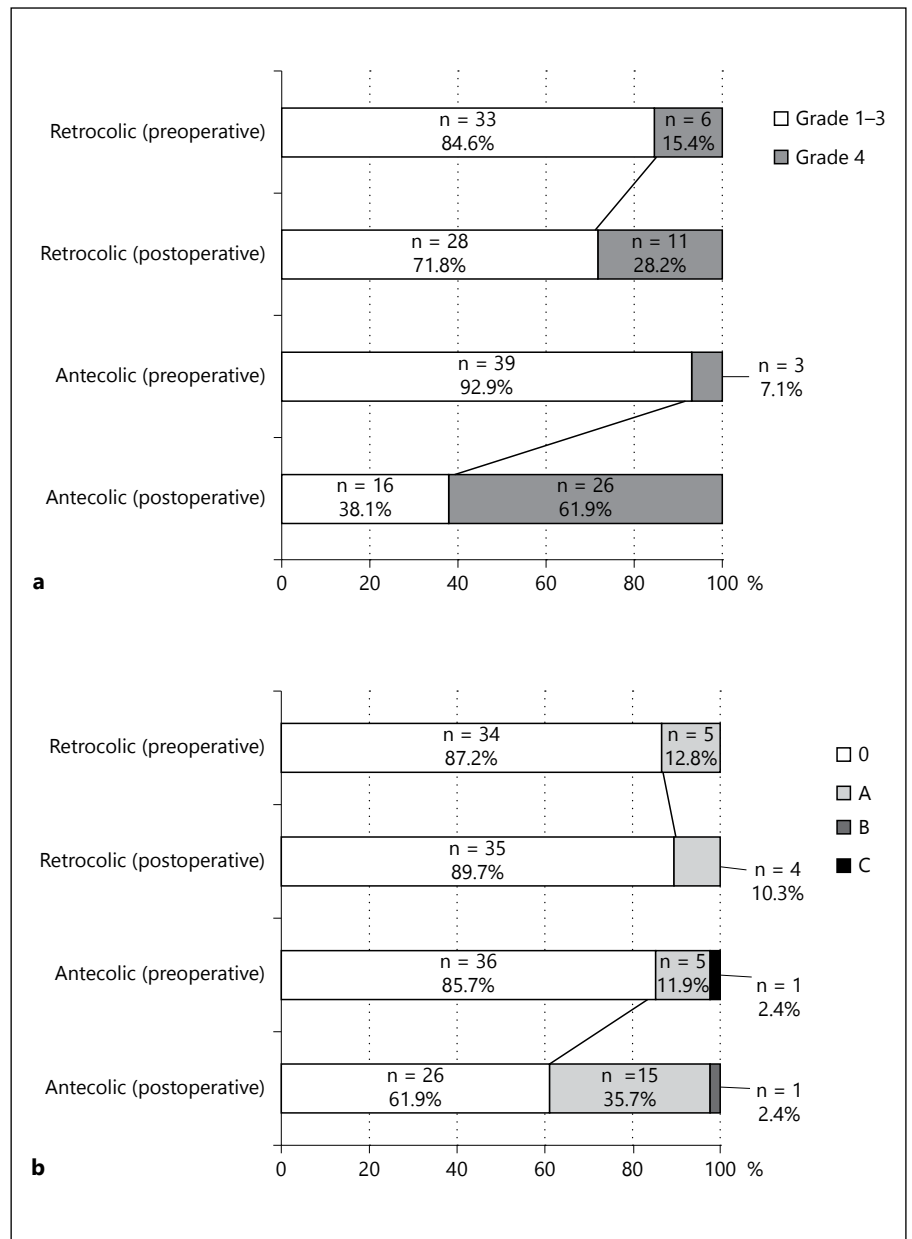 Retrocolic (preoperative)
n = 33
84.6%
n = 6
15.4%
Grade 1–3
Grade 4
Retrocolic (postoperative)
n = 28
71.8%
n = 11
28.2%
Antecolic (preoperative)
n = 39
92.9%
n = 3
7.1%
Antecolic (postoperative)
n = 16
38.1%
n = 26
61.9%
a
0 20 40 60 80 100 %
Retrocolic (preoperative)
n = 34
87.2%
n = 5
12.8%
0
A
B
C
Retrocolic (postoperative)
n = 35
89.7%
n = 4
10.3%
Antecolic (preoperative)
n = 36
85.7%
n = 5
11.9%
n = 1
2.4%
Antecolic (postoperative)
n = 26
61.9%
n =15
35.7%
n = 1
2.4%
b
0 20 40 60 80 100 %